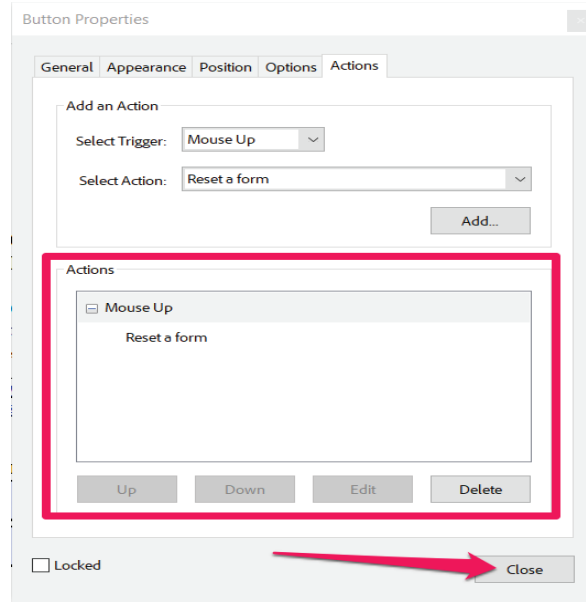 Button Properties
General Appearance Position Options Actions
Add an Action
Select Trigger: Mouse Up
Select Action: Reset a form
Add...
Actions
Mouse Up
Reset a form
Up Down Edit Delete
Locked
Close